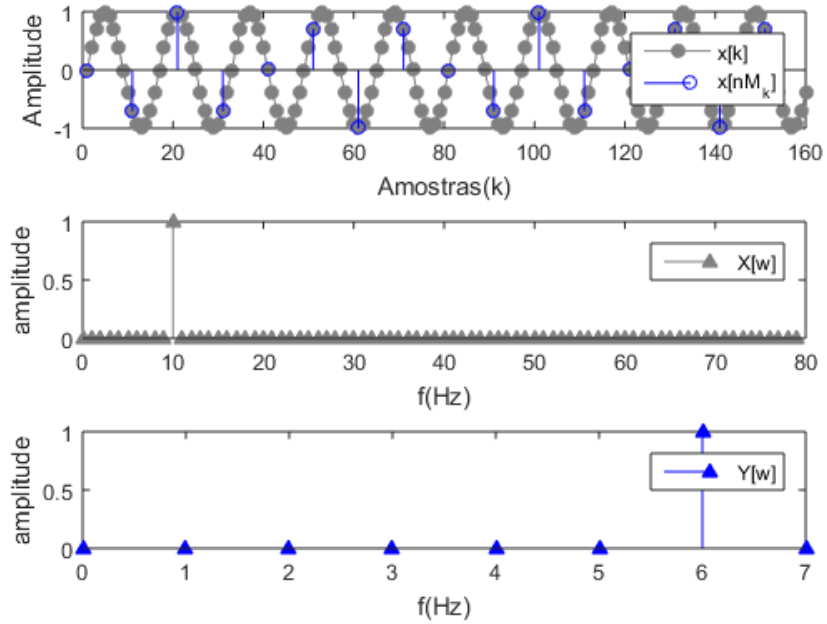 Amplitude
1
0
-1
x[k]
x[nM_k]
0 20 40 60 80 100 120 140 160
Amostras(k)
amplitude
1
0.5
0
X[w]
0 10 20 30 40 50 60 70 80
f(Hz)
amplitude
1
0.5
0
Y[w]
0 1 2 3 4 5 6 7
f(Hz)